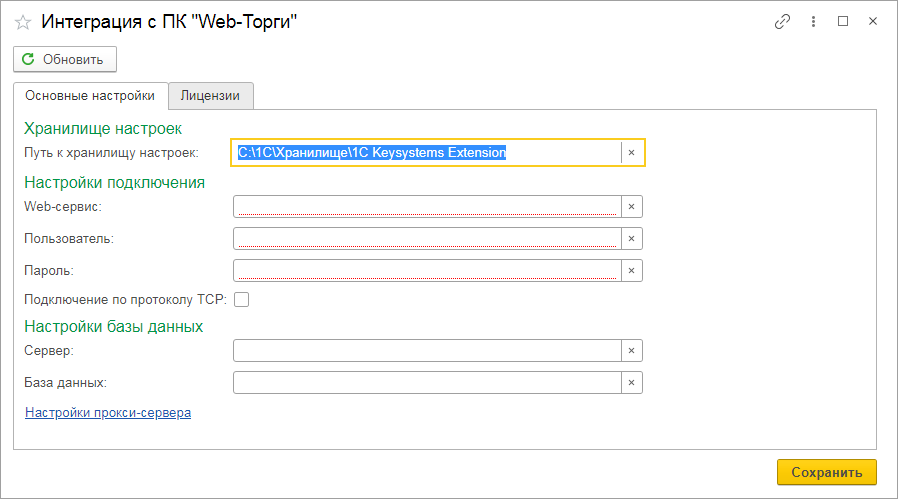 Интеграция с ПК "Web-Торги"
Обновить
Основные настройки
Лицензии
Хранилище настроек
Путь к хранилищу настроек: C:\1С\Хранилище\1C Keysystems Extension
Настройки подключения
Web-сервис:
Пользователь:
Пароль:
Подключение по протоколу TCP:
Настройки базы данных
Сервер:
База данных:
Настройки прокси-сервера
Сохранить